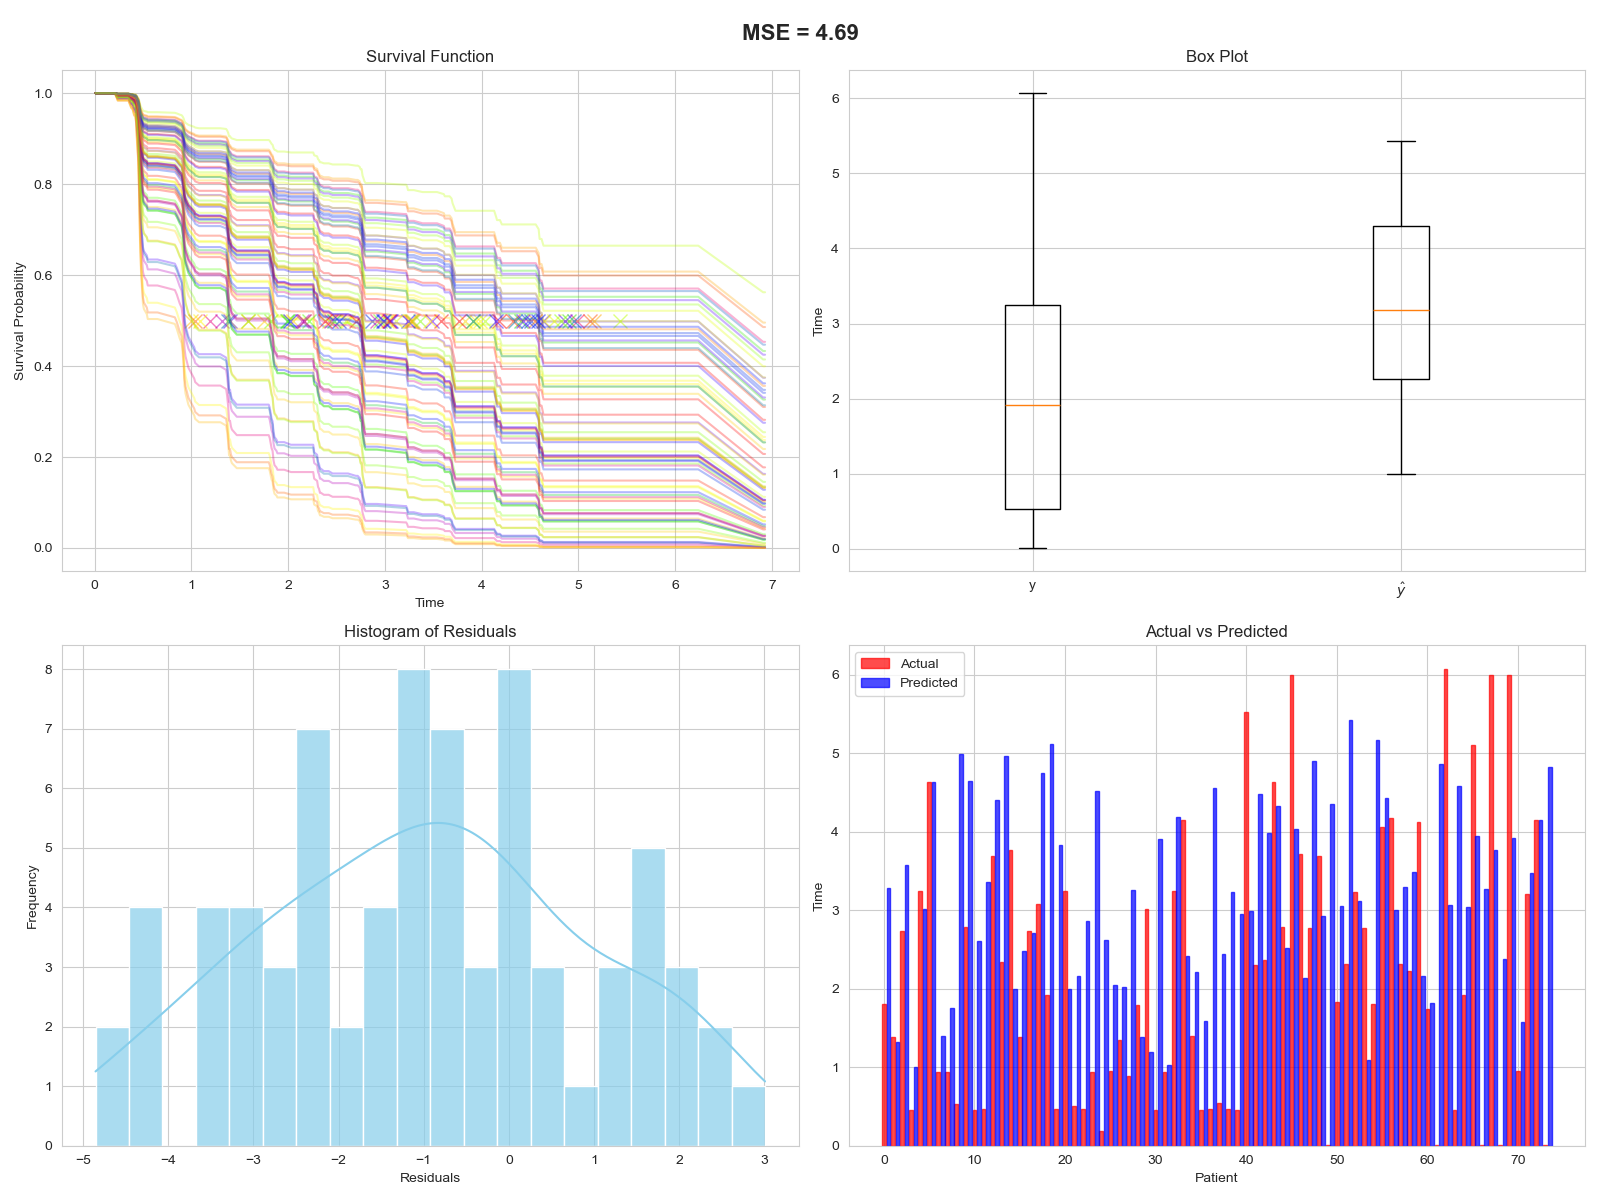 MSE = 4.69
Survival Function
Survival Probability
1.0
0.8
0.6
0.4
0.2
0.0
0 1 2 3 4 5 6 7
Time
Box Plot
Time
6
5
4
3
2
1
0
y
ŷ
Histogram of Residuals
Frequency
8
7
6
5
4
3
2
1
0
−5 −4 −3 −2 −1 0 1 2 3
Residuals
Actual vs Predicted
Actual
Predicted
Time
6
5
4
3
2
1
0
0 10 20 30 40 50 60 70
Patient